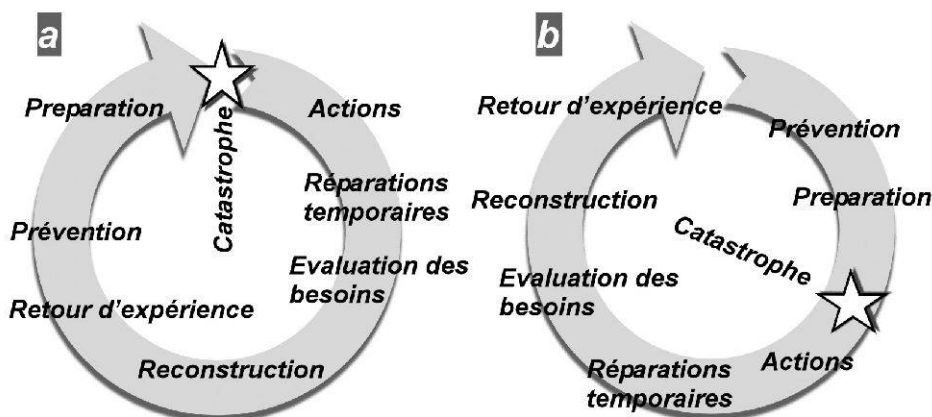 a
Preparation
Actions
Catastrophe
Réparations
temporaires
Prévention
Evaluation des
besoins
Retour d'expérience
Reconstruction
b
Retour d'expérience
Prévention
Reconstruction
Preparation
Catastrophe
Evaluation des
besoins
Actions
Réparations
temporaires